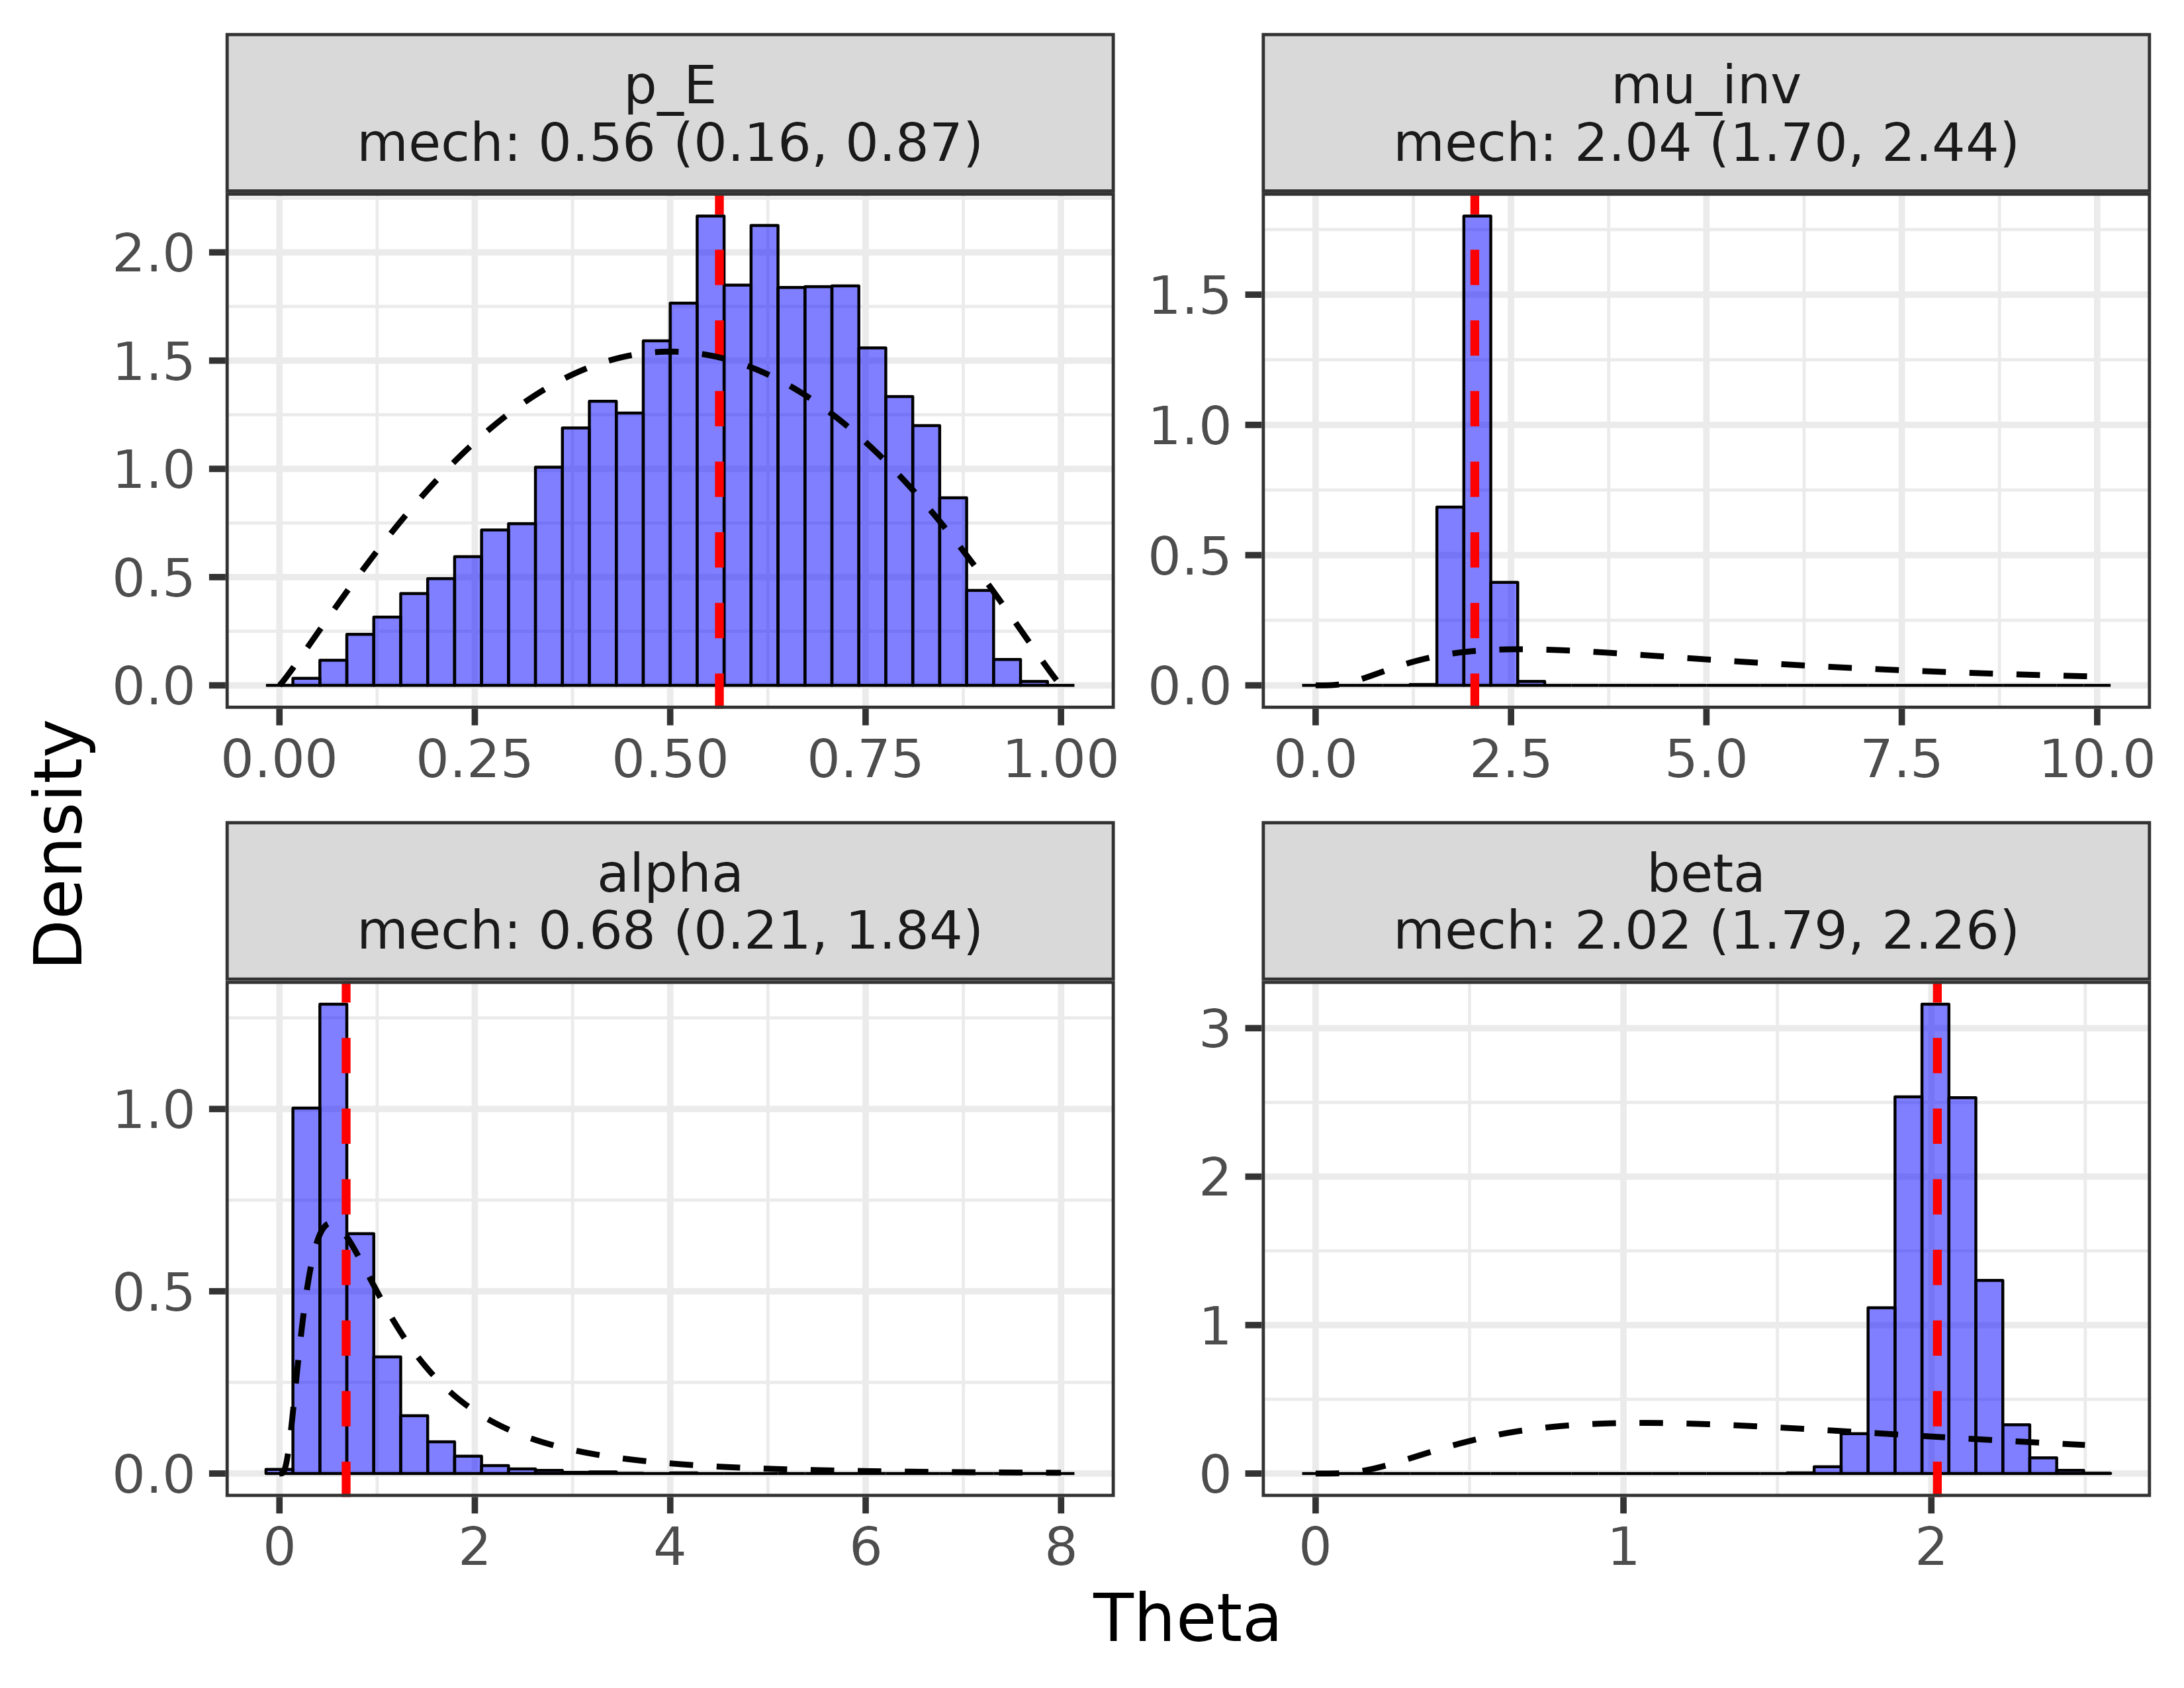 p_E
mech: 0.56 (0.16, 0.87)
2.0
1.5
1.0
0.5
0.0
0.00 0.25 0.50 0.75 1.00
mu_inv
mech: 2.04 (1.70, 2.44)
1.5
1.0
0.5
0.0
0.0 2.5 5.0 7.5 10.0
Density
alpha
mech: 0.68 (0.21, 1.84)
1.0
0.5
0.0
0 2 4 6 8
beta
mech: 2.02 (1.79, 2.26)
3
2
1
0
0 1 2
Theta